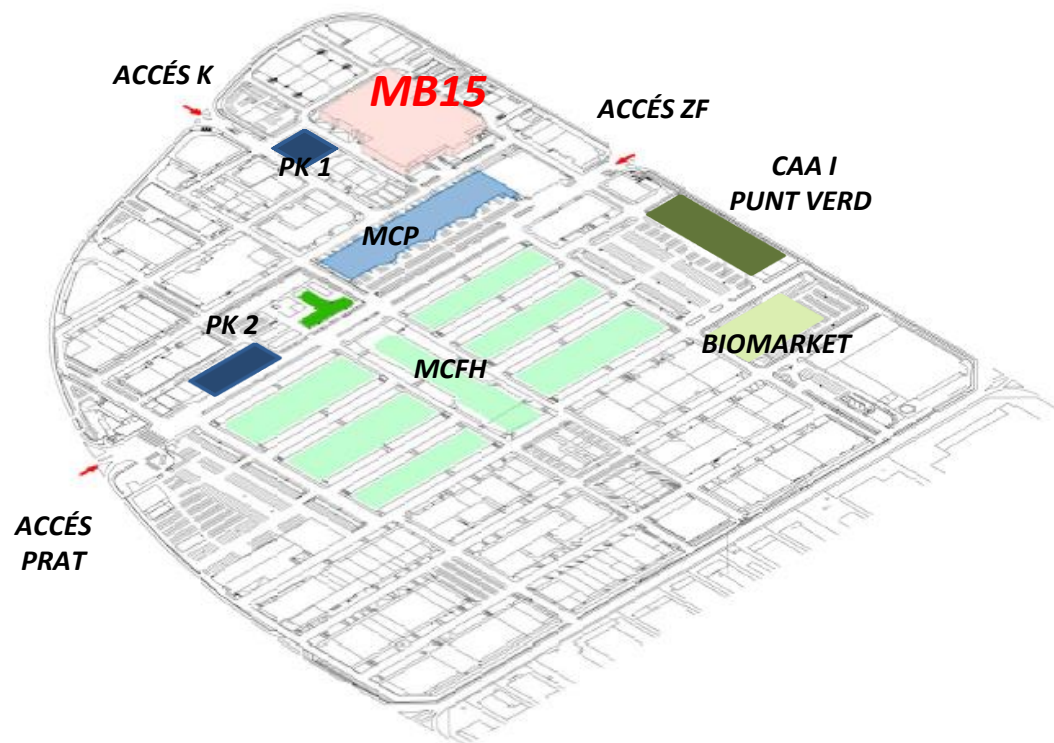 MB15
ACCÉS K
ACCÉS ZF
PK 1
CAA I
PUNT VERD
MCP
PK 2
BIOMARKET
MCFH
ACCÉS
PRAT